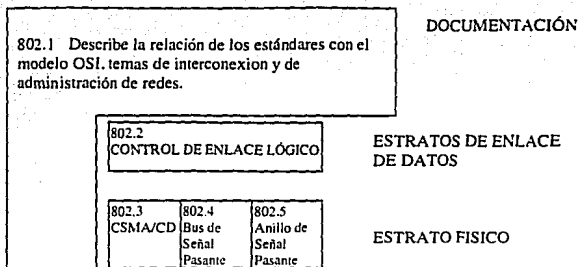 DOCUMENTACIÓN
802.1 Describe la relación de los estándares con el
modelo OSI, temas de interconexion y de
administración de redes.
802.2
CONTROL DE ENLACE LÓGICO
ESTRATOS DE ENLACE
DE DATOS
802.3
CSMA/CD
802.4
Bus de
Señal
Pasante
802.5
Anillo de
Señal
Pasante
ESTRATO FISICO